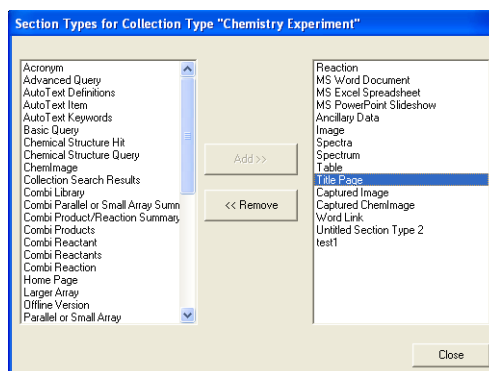 Section Types for Collection Type "Chemistry Experiment"
Acronym
Advanced Query
AutoText Definitions
AutoText Item
AutoText Keywords
Basic Query
Chemical Structure Hit
Chemical Structure Query
ChemImage
Collection Search Results
Combi Library
Combi Parallel or Small Array Summ
Combi Product/Reaction Summary
Combi Products
Combi Reactant
Combi Reactants
Combi Reaction
Home Page
Larger Array
Offline Version
Parallel or Small Array
Add >>
<< Remove
Reaction
MS Word Document
MS Excel Spreadsheet
MS PowerPoint Slideshow
Ancillary Data
Image
Spectra
Spectrum
Table
Title Page
Captured Image
Captured ChemImage
Word Link
Untitled Section Type 2
test1
Close